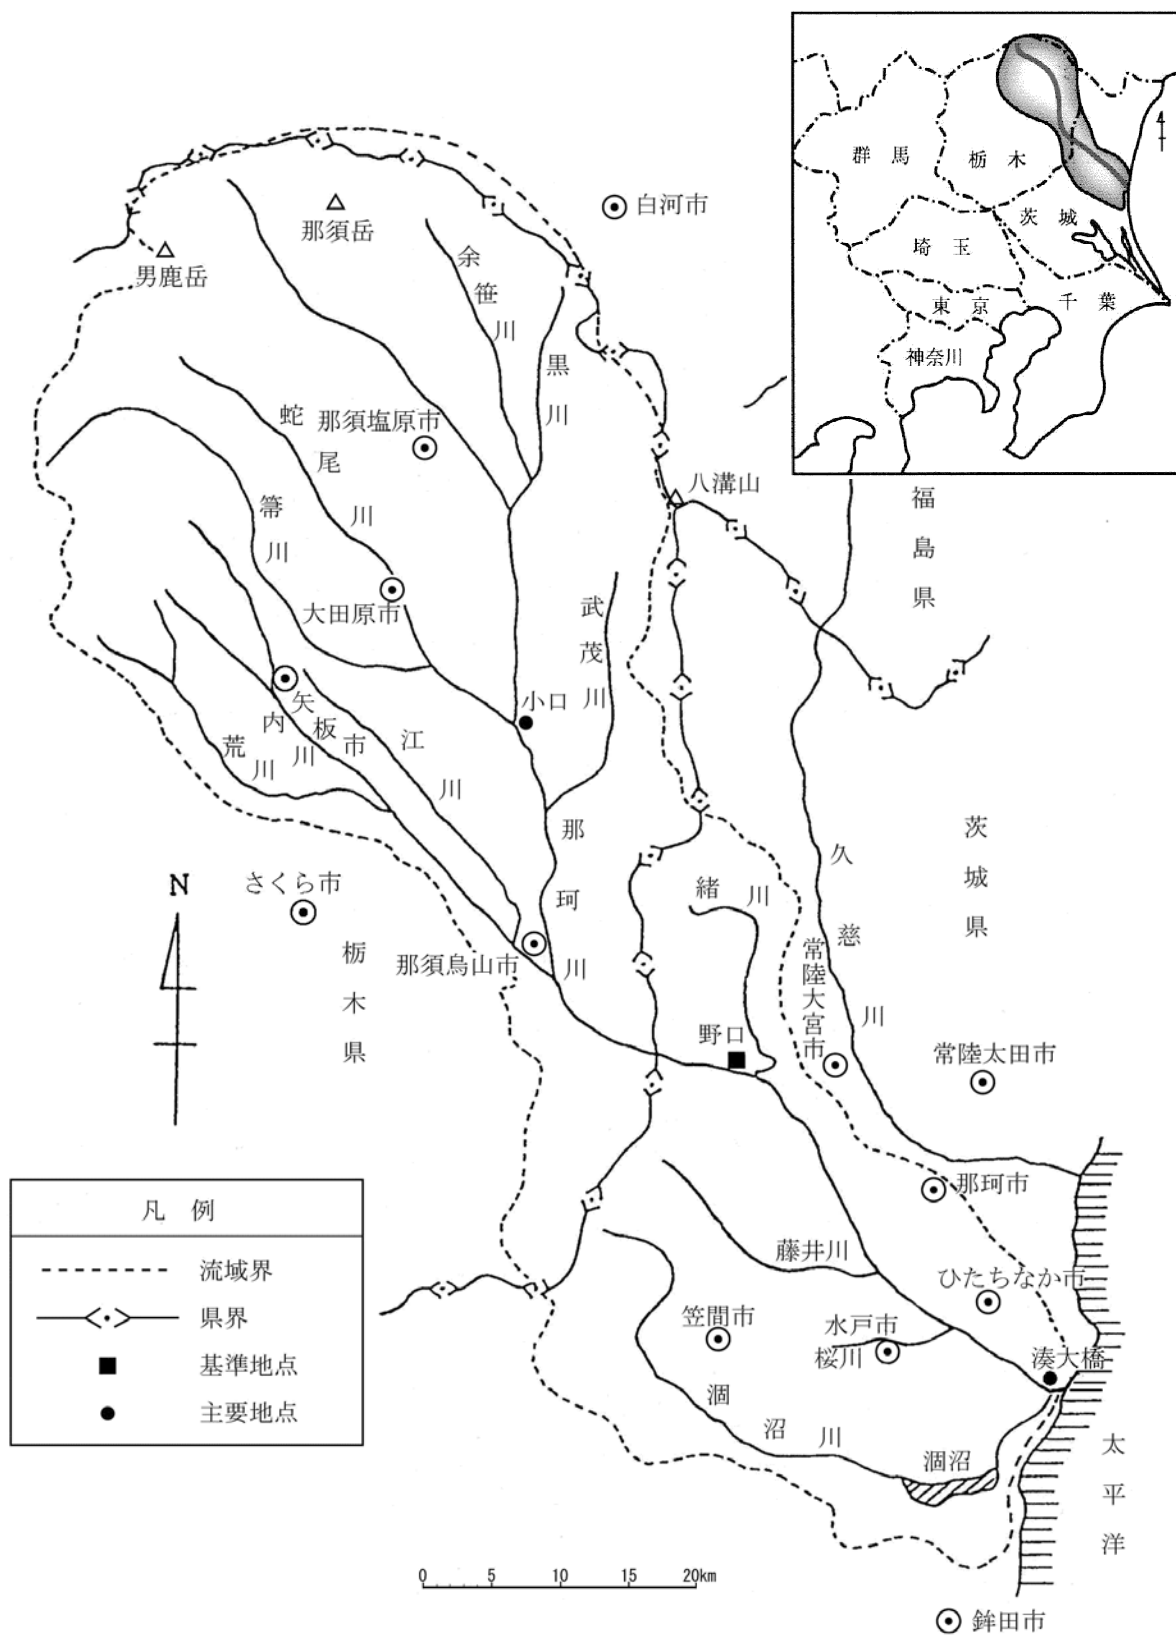 群馬
栃木
茨城
埼玉
東京
千葉
神奈川
白河市
那須岳
男鹿岳
余笹川
黒川
蛇尾川
那須塩原市
箒川
大田原市
八溝山
福島県
武茂川
小口
矢板市
内川
荒川
江川
那珂川
さくら市
N
栃木県
那須烏山市
緒川
久慈川
茨城県
常陸大宮市
野口
常陸太田市
那珂市
藤井川
ひたちなか市
笠間市
水戸市
桜川
湊大橋
涸沼川
涸沼
太平洋
凡例
流域界
県界
基準地点
主要地点
0 5 10 15 20km
鉾田市